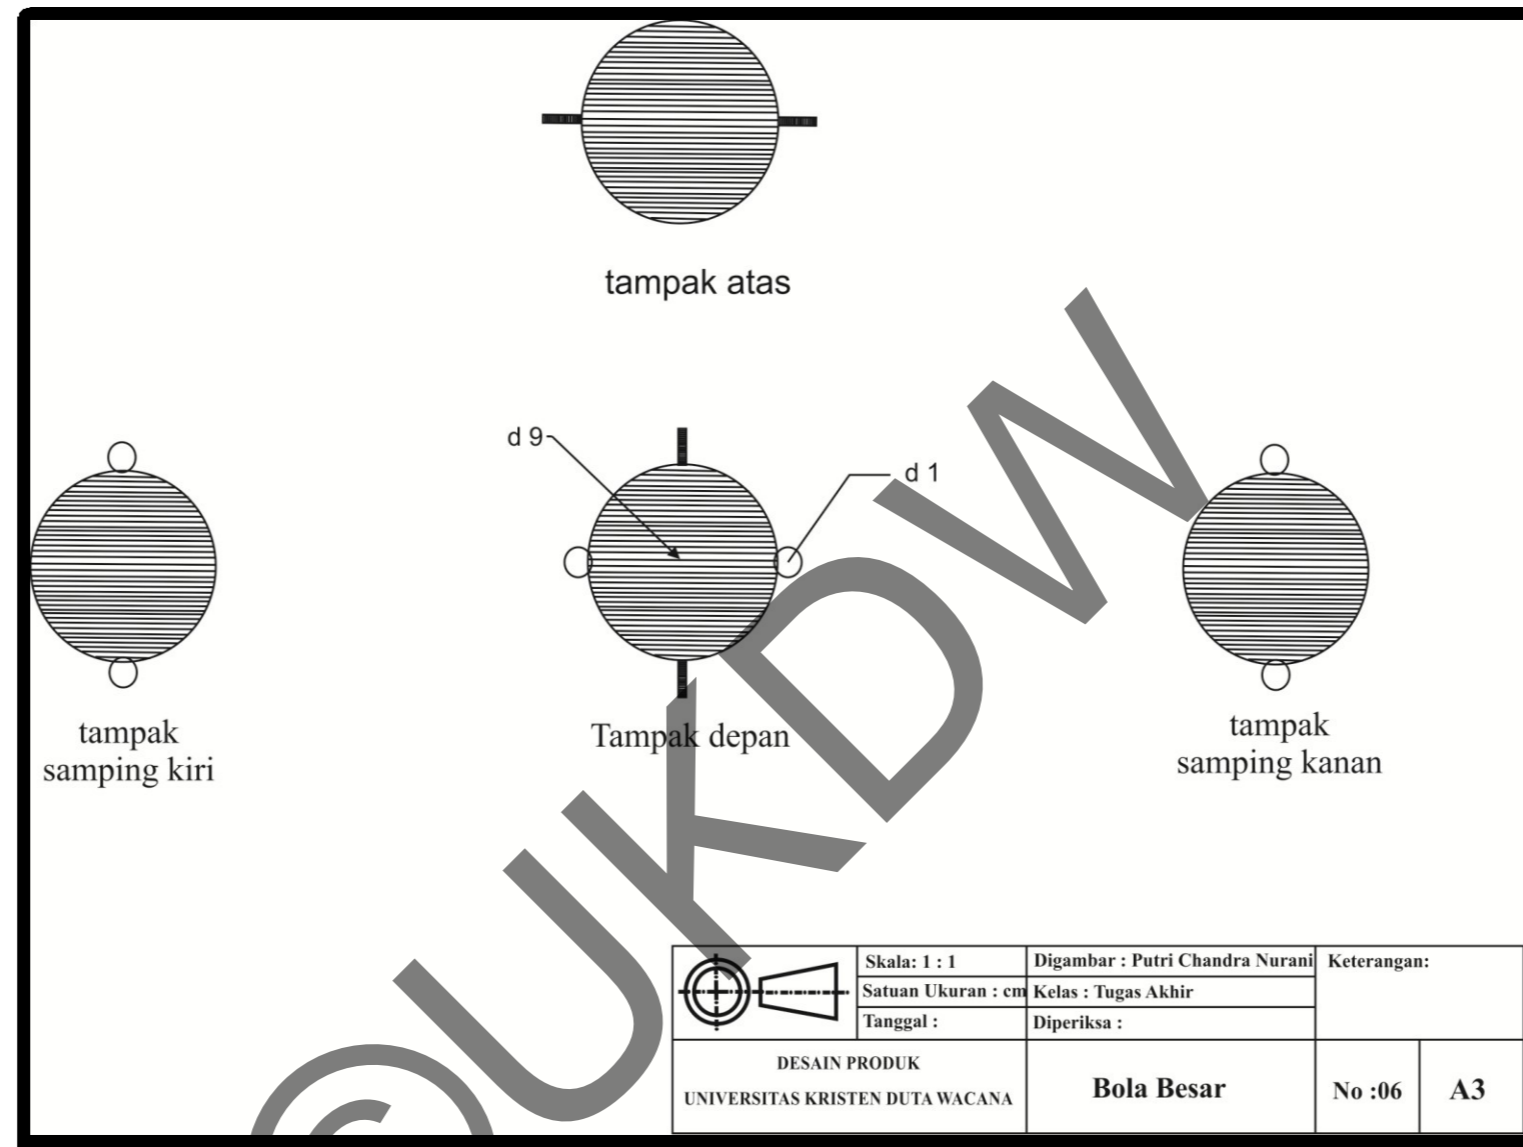 tampak atas
d 9
d 1
tampak
samping kiri
Tampak depan
tampak
samping kanan
©UKDW
Skala: 1 : 1
Digambar : Putri Chandra Nurani
Keterangan:
Satuan Ukuran : cm
Kelas : Tugas Akhir
Tanggal :
Diperiksa :
DESAIN PRODUK
UNIVERSITAS KRISTEN DUTA WACANA
Bola Besar
No :06
A3